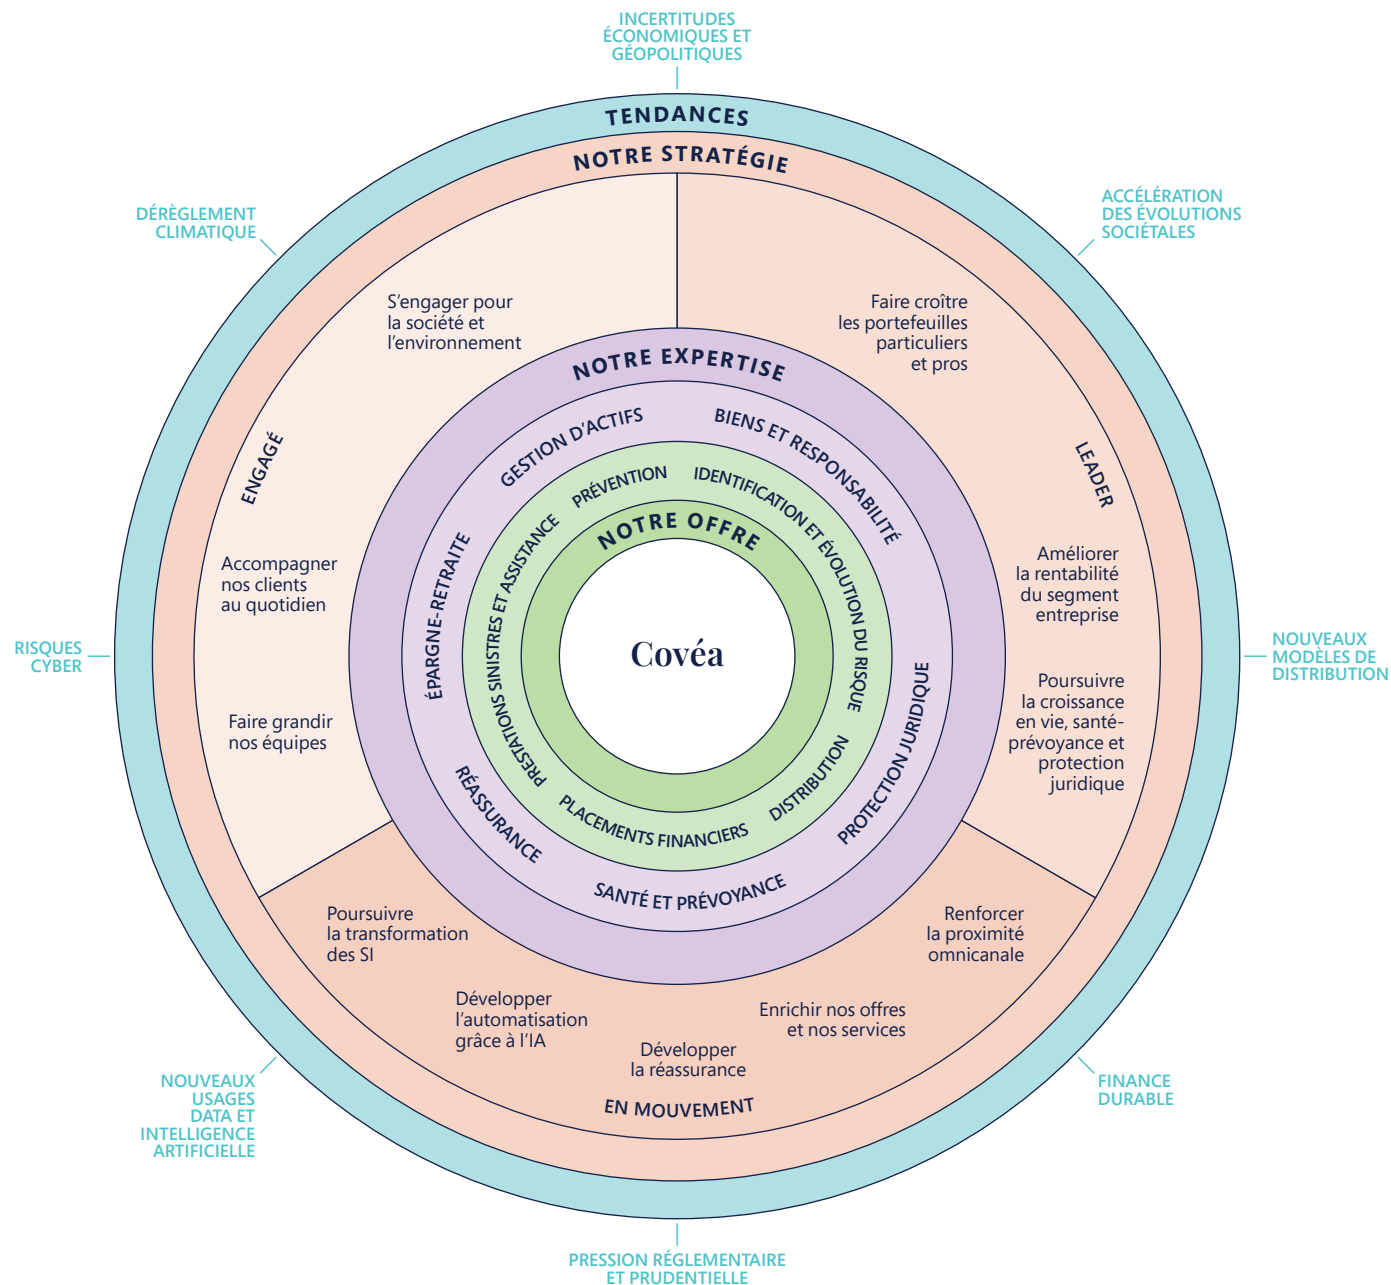 INCERTITUDES
ÉCONOMIQUES ET
GÉOPOLITIQUES
TENDANCES
NOTRE STRATÉGIE
DÉRÈGLEMENT
CLIMATIQUE
ACCÉLÉRATION
DES ÉVOLUTIONS
SOCIÉTALES
S’engager pour
la société et
l’environnement
Faire croître
les portefeuilles
particuliers
et pros
NOTRE EXPERTISE
GESTION D’ACTIFS
BIENS ET RESPONSABILITÉ
ENGAGÉ
LEADER
PRÉVENTION
IDENTIFICATION ET ÉVOLUTION DU RISQUE
NOTRE OFFRE
PRESTATIONS SINISTRES ET ASSISTANCE
ÉPARGNE-RETRAITE
Accompagner
nos clients
au quotidien
Améliorer
la rentabilité
du segment
entreprise
Covéa
RISQUES
CYBER
NOUVEAUX
MODÈLES DE
DISTRIBUTION
Faire grandir
nos équipes
Poursuivre
la croissance
en vie, santé-
prévoyance et
protection
juridique
PROTECTION JURIDIQUE
DISTRIBUTION
PLACEMENTS FINANCIERS
RÉASSURANCE
SANTÉ ET PRÉVOYANCE
Poursuivre
la transformation
des SI
Renforcer
la proximité
omnicanale
Développer
l’automatisation
grâce à l’IA
Enrichir nos offres
et nos services
Développer
la réassurance
EN MOUVEMENT
NOUVEAUX
USAGES
DATA ET
INTELLIGENCE
ARTIFICIELLE
FINANCE
DURABLE
PRESSION RÉGLEMENTAIRE
ET PRUDENTIELLE